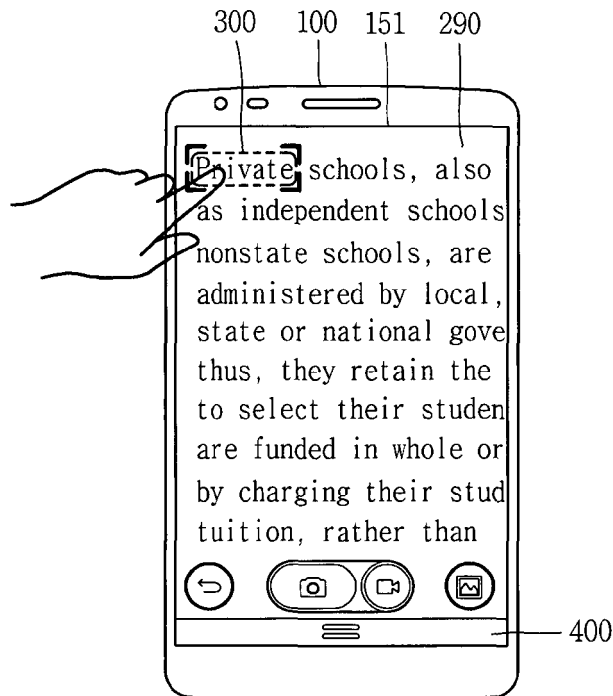 300 100 151 290
Private schools, also
as independent schools
nonstate schools, are
administered by local,
state or national gove
thus, they retain the
to select their studen
are funded in whole or
by charging their stud
tuition, rather than
400